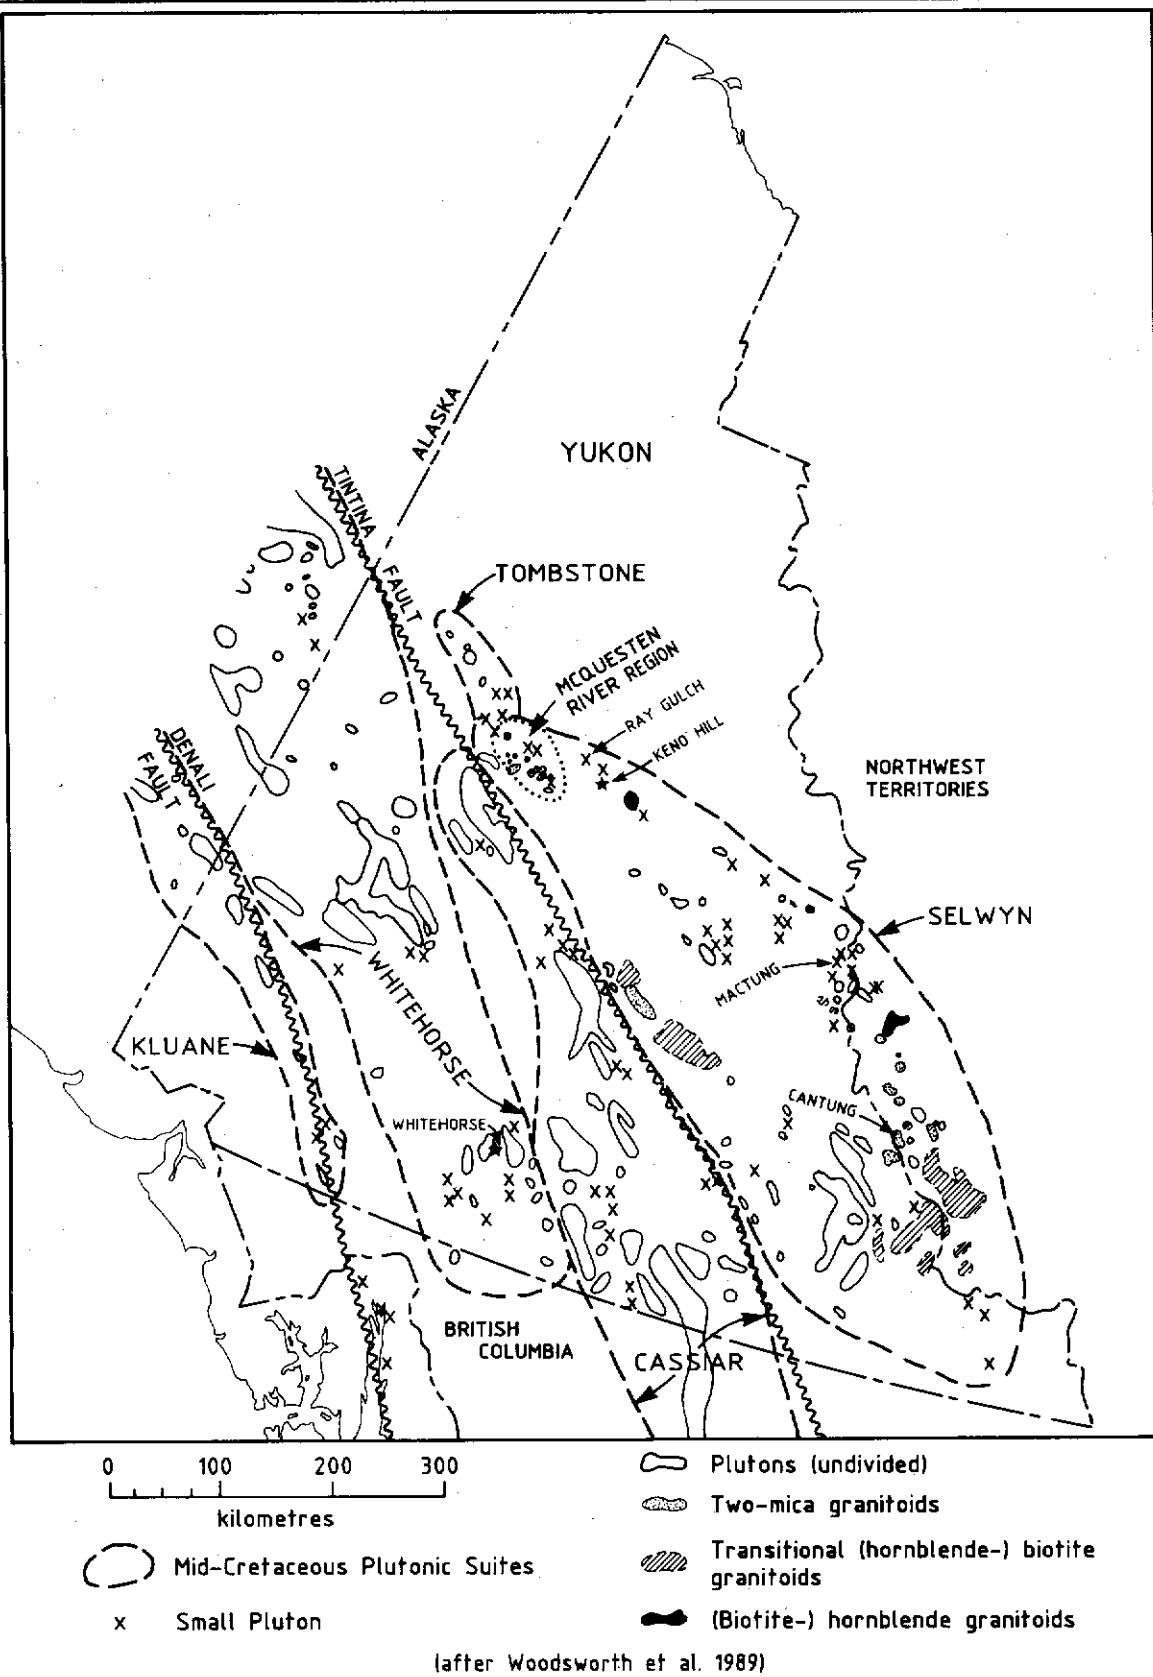 ALASKA
YUKON
TINTINA
FAULT
TOMBSTONE
MCQUESTEN
RIVER REGION
RAY GULCH
KENO HILL
DENALI
FAULT
NORTHWEST
TERRITORIES
SELWYN
WHITEHORSE
MACTUNG
KLUANE
CANTUNG
WHITEHORSE
BRITISH
COLUMBIA
CASSIAR
0 100 200 300
kilometres
Mid-Cretaceous Plutonic Suites
x Small Pluton
Plutons (undivided)
Two-mica granitoids
Transitional (hornblende-) biotite
granitoids
(Biotite-) hornblende granitoids
(after Woodsworth et al. 1989)